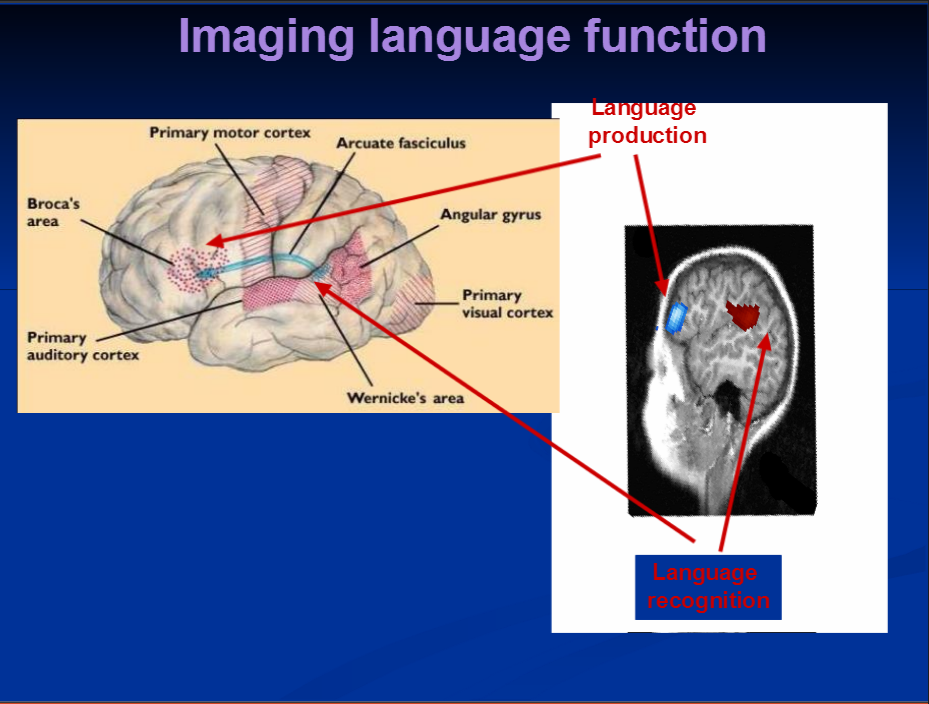 Imaging language function
Language
production
Primary motor cortex
Arcuate fasciculus
Broca's
area
Angular gyrus
Primary
visual cortex
Primary
auditory cortex
Wernicke's area
Language
recognition